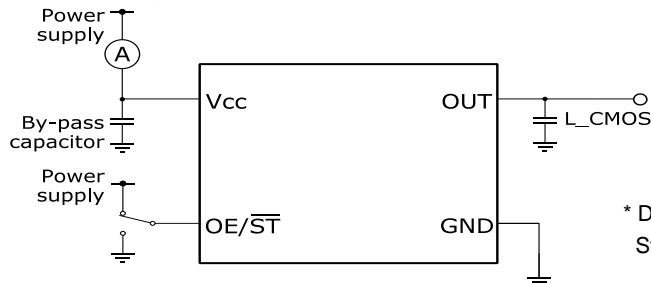 Power
supply
A
Vcc
OUT
By-pass
capacitor
L_CMOS
Power
supply
OE/ST
GND
* D